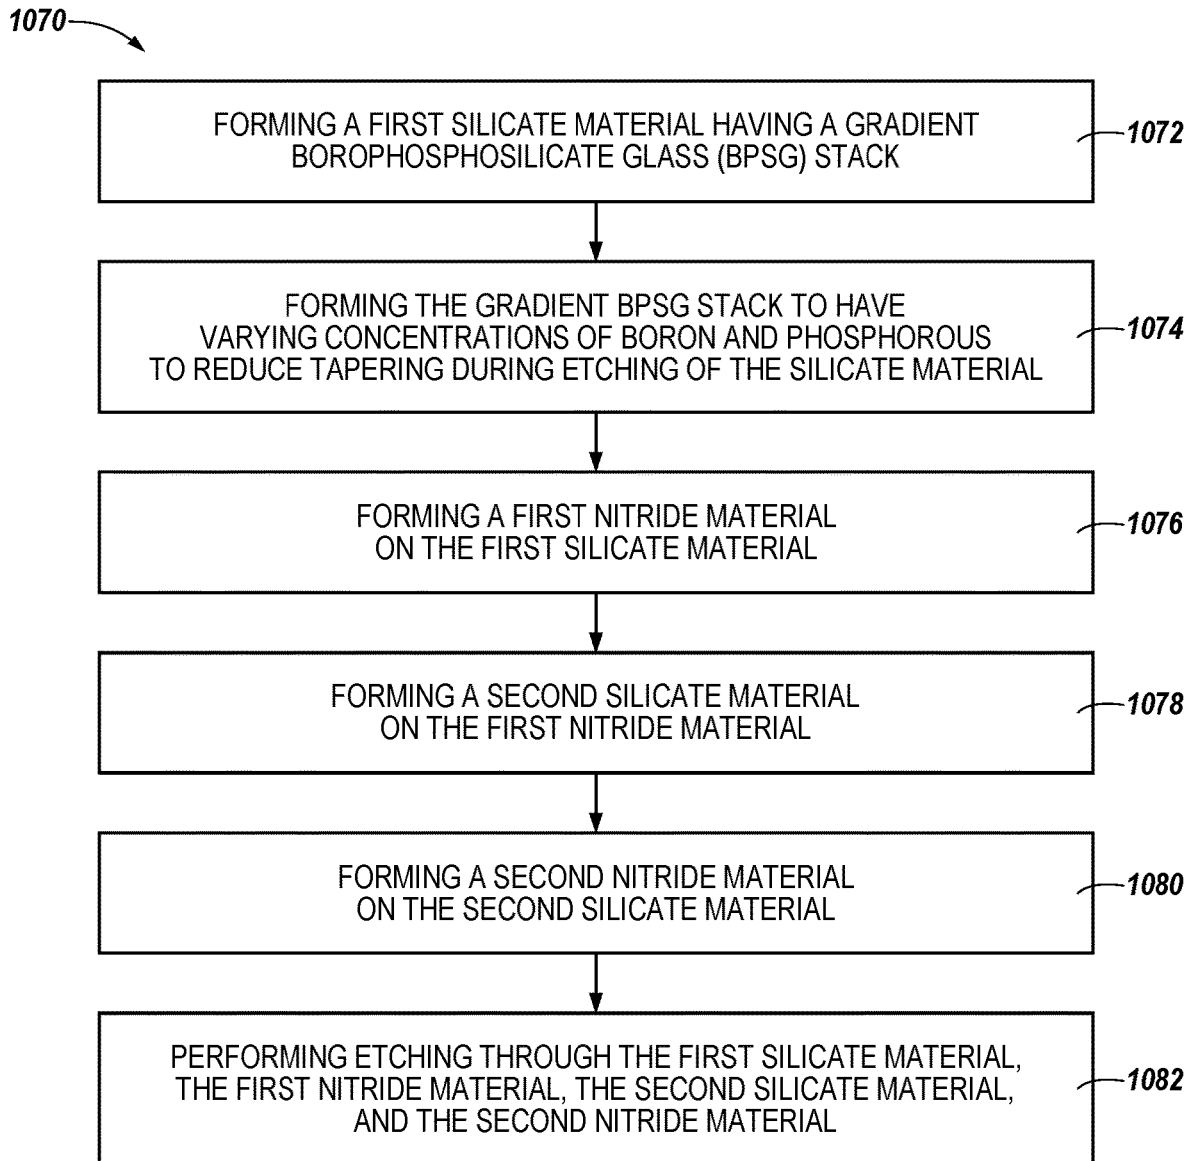 1070
FORMING A FIRST SILICATE MATERIAL HAVING A GRADIENT
BOROPHOSPHOSILICATE GLASS (BPSG) STACK
1072
FORMING THE GRADIENT BPSG STACK TO HAVE
VARYING CONCENTRATIONS OF BORON AND PHOSPHOROUS
TO REDUCE TAPERING DURING ETCHING OF THE SILICATE MATERIAL
1074
FORMING A FIRST NITRIDE MATERIAL
ON THE FIRST SILICATE MATERIAL
1076
FORMING A SECOND SILICATE MATERIAL
ON THE FIRST NITRIDE MATERIAL
1078
FORMING A SECOND NITRIDE MATERIAL
ON THE SECOND SILICATE MATERIAL
1080
PERFORMING ETCHING THROUGH THE FIRST SILICATE MATERIAL,
THE FIRST NITRIDE MATERIAL, THE SECOND SILICATE MATERIAL,
AND THE SECOND NITRIDE MATERIAL
1082